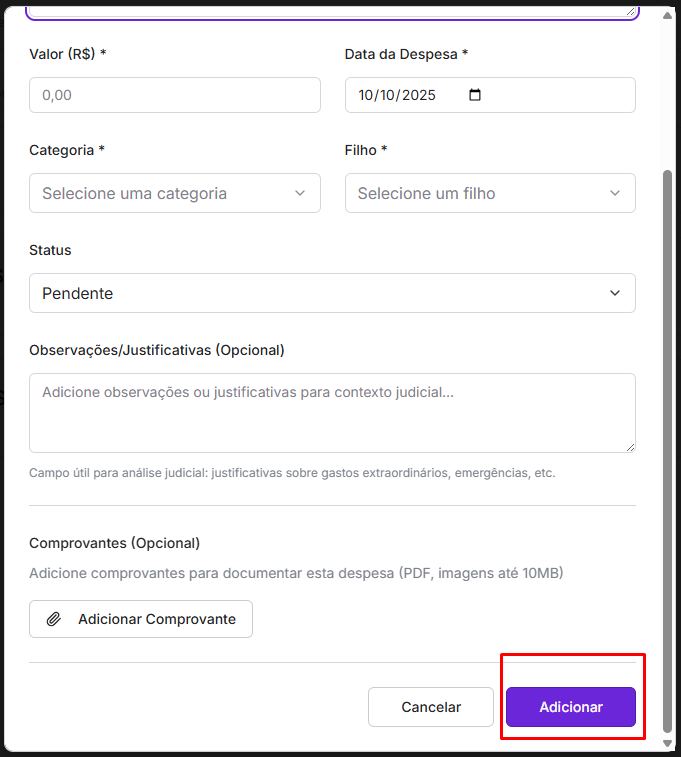 Valor (R$) *
Data da Despesa *
0,00
10/10/2025
Categoria *
Filho *
Selecione uma categoria
Selecione um filho
Status
Pendente
Observações/Justificativas (Opcional)
Adicione observações ou justificativas para contexto judicial...
Campo útil para análise judicial: justificativas sobre gastos extraordinários, emergências, etc.
Comprovantes (Opcional)
Adicione comprovantes para documentar esta despesa (PDF, imagens até 10MB)
Adicionar Comprovante
Cancelar
Adicionar